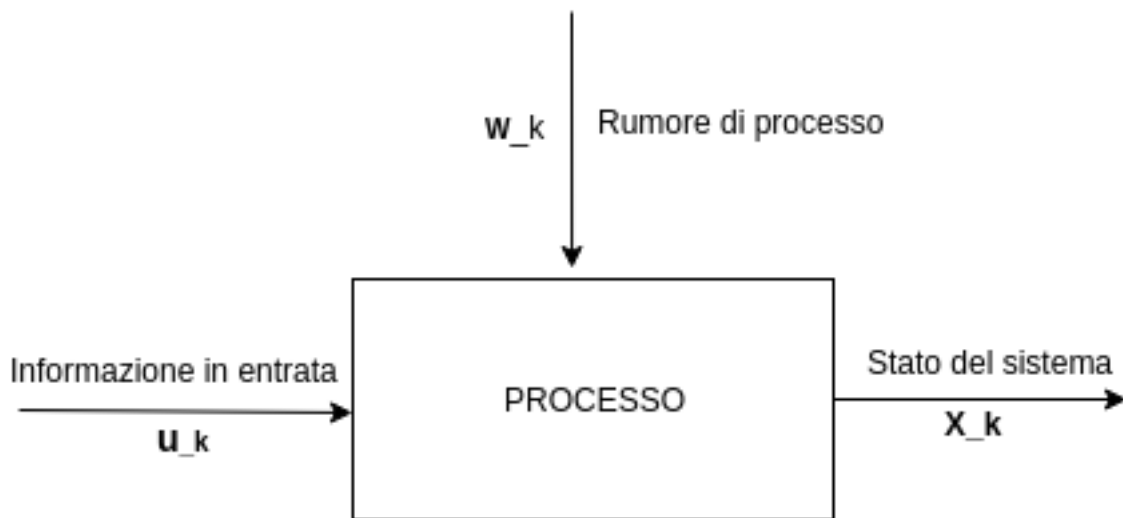 w_k
Rumore di processo
Informazione in entrata
u_k
PROCESSO
Stato del sistema
X_k